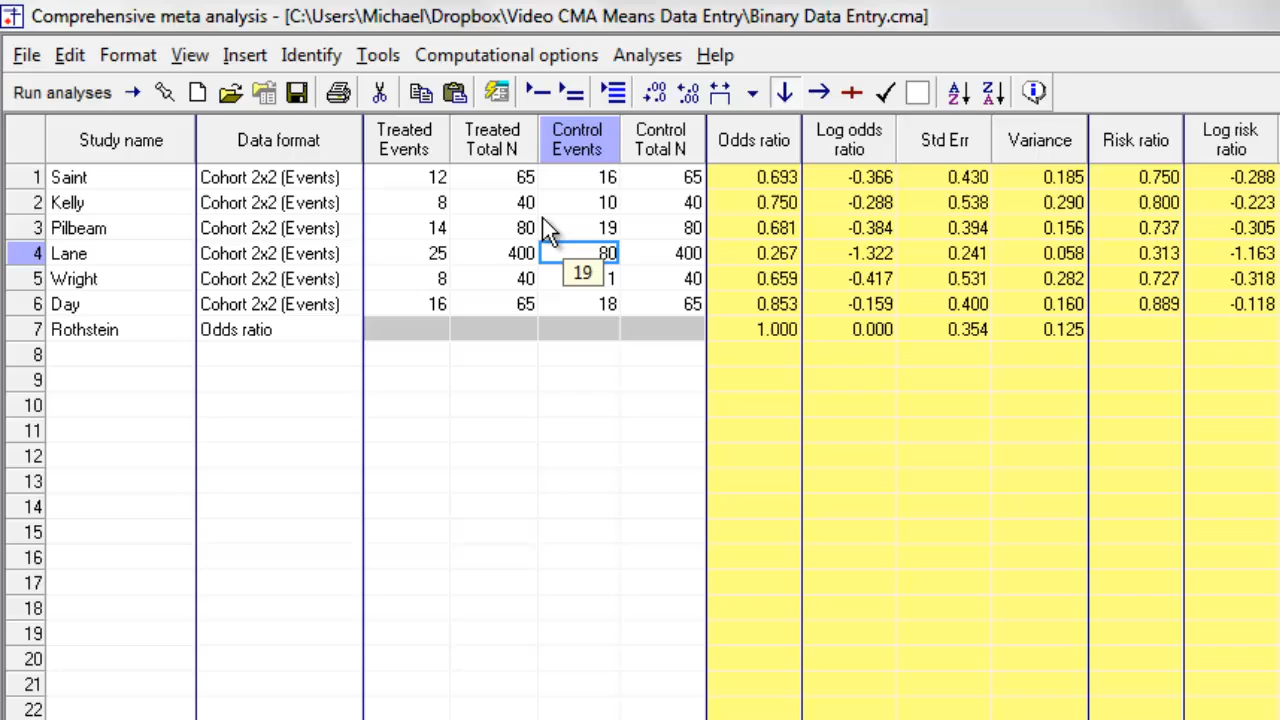 Comprehensive meta analysis - [C:\Users\Michael\Dropbox\Video CMA Means Data Entry\Binary Data Entry.cma]
File Edit Format View Insert Identify Tools Computational options Analyses Help
Run analyses
Study name Data format Treated Events Treated Total N Control Events Control Total N Odds ratio Log odds ratio Std Err Variance Risk ratio Log risk ratio
1 Saint Cohort 2x2 (Events) 12 65 16 65 0.693 -0.366 0.430 0.185 0.750 -0.288
2 Kelly Cohort 2x2 (Events) 8 40 10 40 0.750 -0.288 0.538 0.290 0.800 -0.223
3 Pilbeam Cohort 2x2 (Events) 14 80 19 80 0.681 -0.384 0.394 0.156 0.737 -0.305
4 Lane Cohort 2x2 (Events) 25 400 80 400 0.267 -1.322 0.241 0.058 0.313 -1.163
19
5 Wright Cohort 2x2 (Events) 8 40 1 40 0.659 -0.417 0.531 0.282 0.727 -0.318
6 Day Cohort 2x2 (Events) 16 65 18 65 0.853 -0.159 0.400 0.160 0.889 -0.118
7 Rothstein Odds ratio 1.000 0.000 0.354 0.125
8
9
10
11
12
13
14
15
16
17
18
19
20
21
22